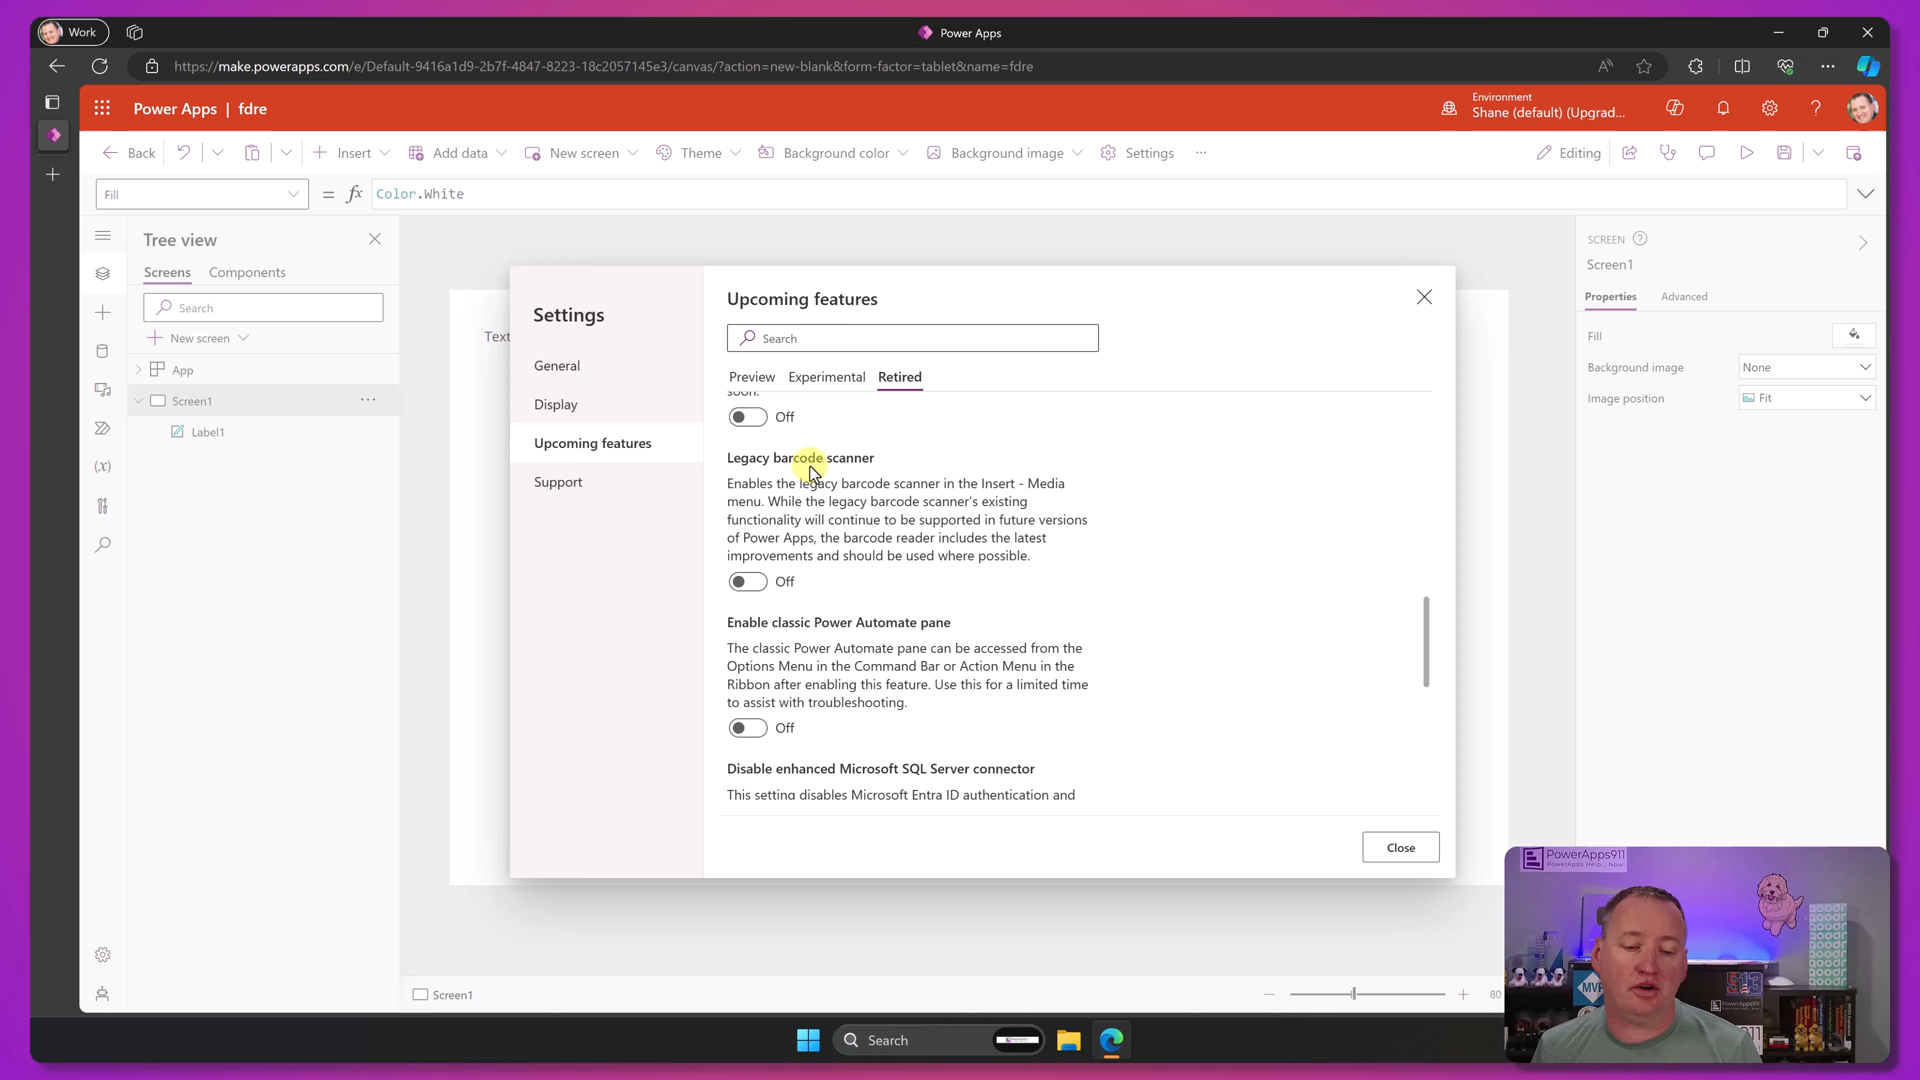 Work
Power Apps
https://make.powerapps.com/e/Default-9416a1d9-2b7f-4847-8223-18c2057145e3/canvas/?action=new-blank&form-factor=tablet&name=fdre
Power Apps | fdre
Environment
Shane (default) (Upgrad...
Back
Insert
Add data
New screen
Theme
Background color
Background image
Settings
Editing
Fill
= fx Color.White
Tree view
Screens Components
Search
New screen
App
Screen1
Label1
Text
Settings
General
Display
Upcoming features
Support
Upcoming features
Search
Preview Experimental Retired
soon.
Off
Legacy barcode scanner
Enables the legacy barcode scanner in the Insert - Media
menu. While the legacy barcode scanner's existing
functionality will continue to be supported in future versions
of Power Apps, the barcode reader includes the latest
improvements and should be used where possible.
Off
Enable classic Power Automate pane
The classic Power Automate pane can be accessed from the
Options Menu in the Command Bar or Action Menu in the
Ribbon after enabling this feature. Use this for a limited time
to assist with troubleshooting.
Off
Disable enhanced Microsoft SQL Server connector
This setting disables Microsoft Entra ID authentication and
Close
SCREEN
Screen1
Properties Advanced
Fill
Background image None
Image position Fit
Screen1
80
PowerApps911
PowerApps Help... Now!
MVP
513
PowerApps911
Search